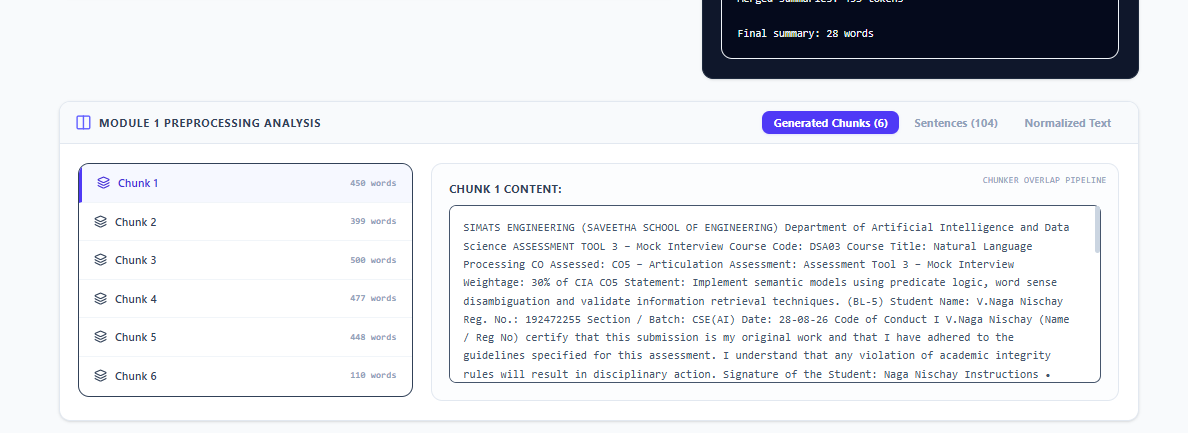 Merged summaries: 495 tokens
Final summary: 28 words
MODULE 1 PREPROCESSING ANALYSIS
Generated Chunks (6)
Sentences (104)
Normalized Text
Chunk 1
450 words
Chunk 2
399 words
Chunk 3
500 words
Chunk 4
477 words
Chunk 5
448 words
Chunk 6
110 words
CHUNKER OVERLAP PIPELINE
CHUNK 1 CONTENT:
SIMATS ENGINEERING (SAVEETHA SCHOOL OF ENGINEERING) Department of Artificial Intelligence and Data
Science ASSESSMENT TOOL 3 – Mock Interview Course Code: DSA03 Course Title: Natural Language
Processing CO Assessed: CO5 – Articulation Assessment: Assessment Tool 3 – Mock Interview
Weightage: 30% of CIA CO5 Statement: Implement semantic models using predicate logic, word sense
disambiguation and validate information retrieval techniques. (BL-5) Student Name: V.Naga Nischay
Reg. No.: 192472255 Section / Batch: CSE(AI) Date: 28-08-26 Code of Conduct I V.Naga Nischay (Name
/ Reg No) certify that this submission is my original work and that I have adhered to the
guidelines specified for this assessment. I understand that any violation of academic integrity
rules will result in disciplinary action. Signature of the Student: Naga Nischay Instructions •